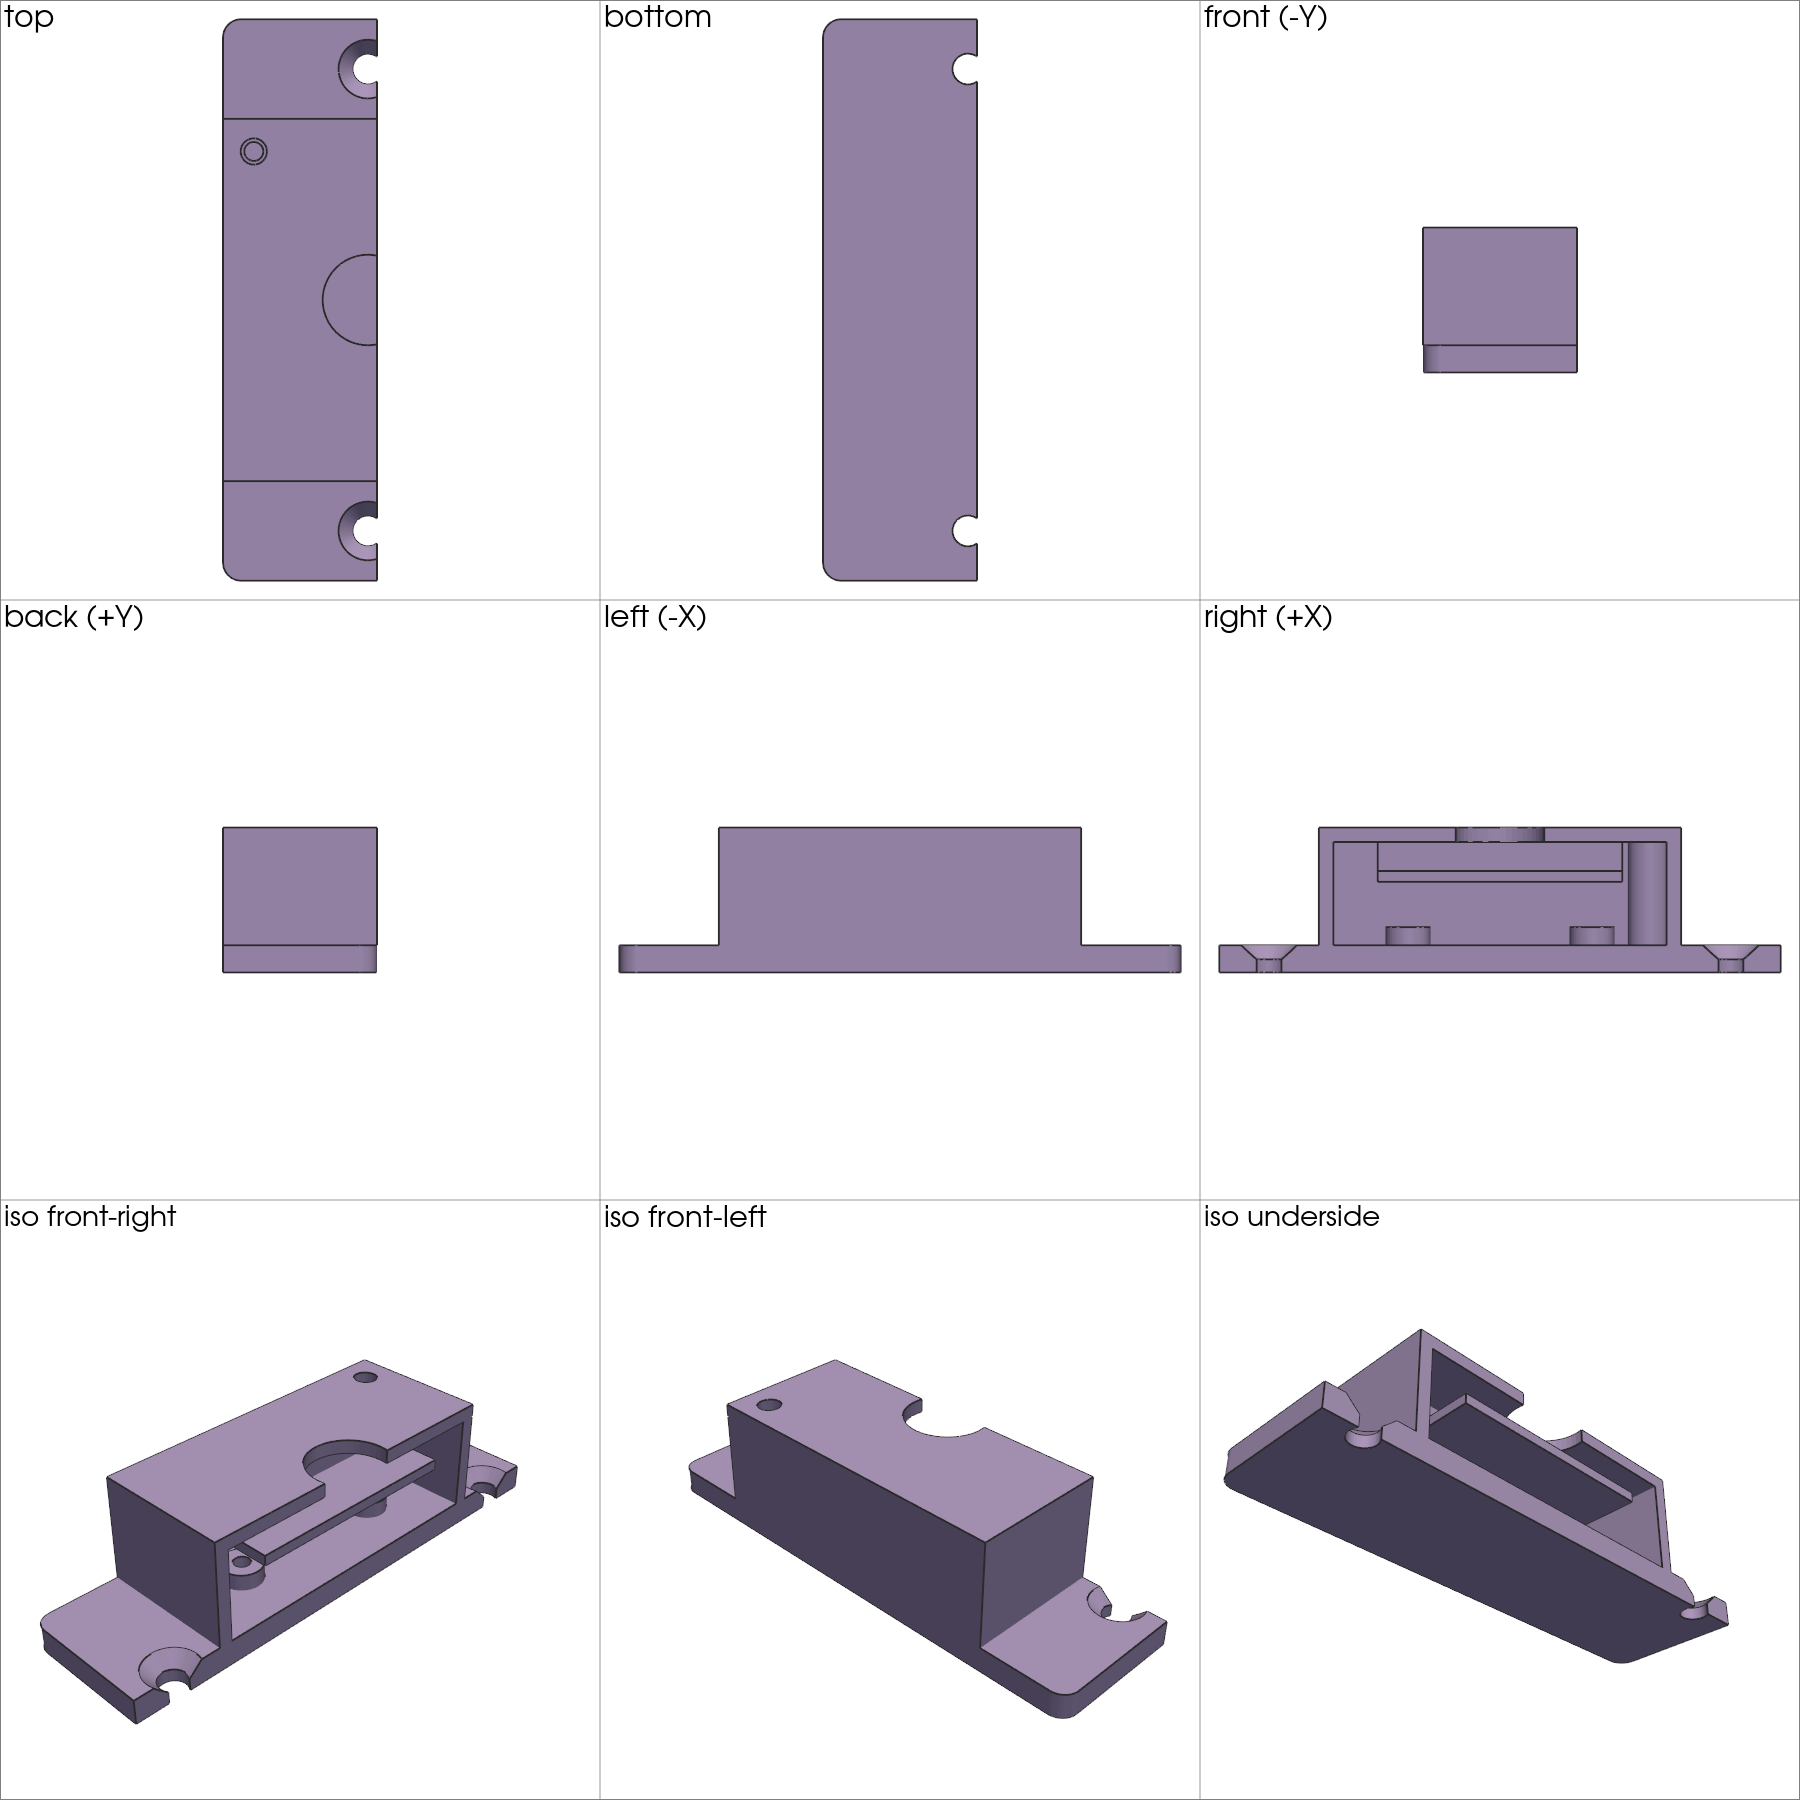 top
bottom
front (-Y)
back (+Y)
left (-X)
right (+X)
iso front-right
iso front-left
iso underside